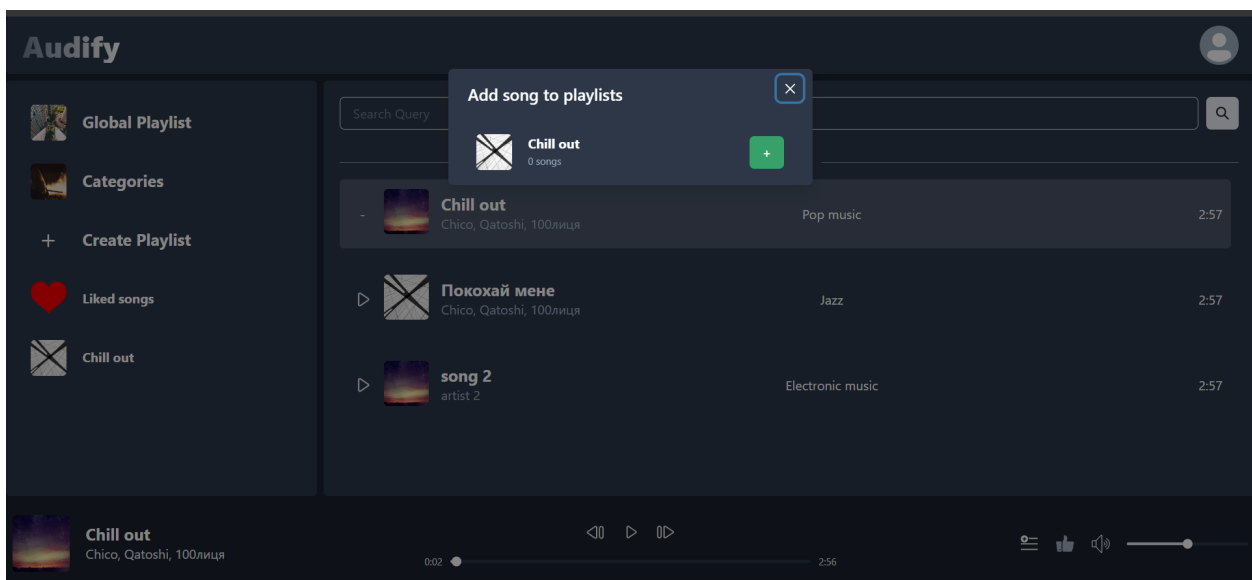 Audify
Global Playlist
Categories
+ Create Playlist
Liked songs
Chill out
Add song to playlists
Chill out
0 songs
+
Search Query
- Chill out Pop music 2:57
Chico, Qatoshi, 100лиця
Покохай мене Jazz 2:57
Chico, Qatoshi, 100лиця
song 2 Electronic music 2:57
artist 2
Chill out
Chico, Qatoshi, 100лиця
0:02 2:56